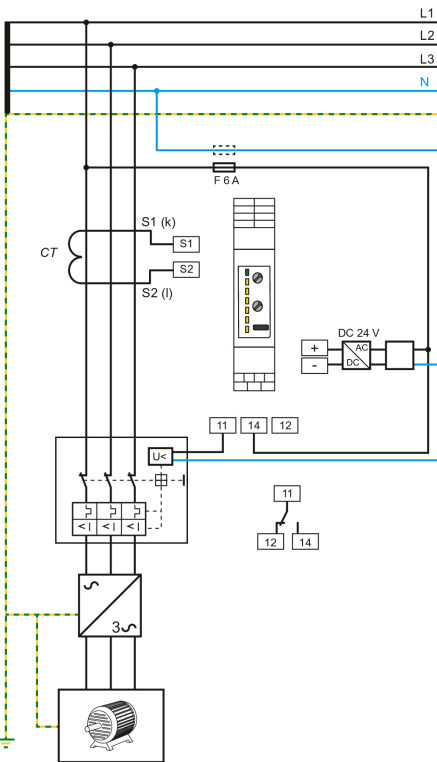 L1
L2
L3
N
F 6 A
S1 (k)
S1
CT
S2
S2 (l)
DC 24 V
+
AC
-
DC
11
14
12
U<
11
< I
< I
< I
12
14
3